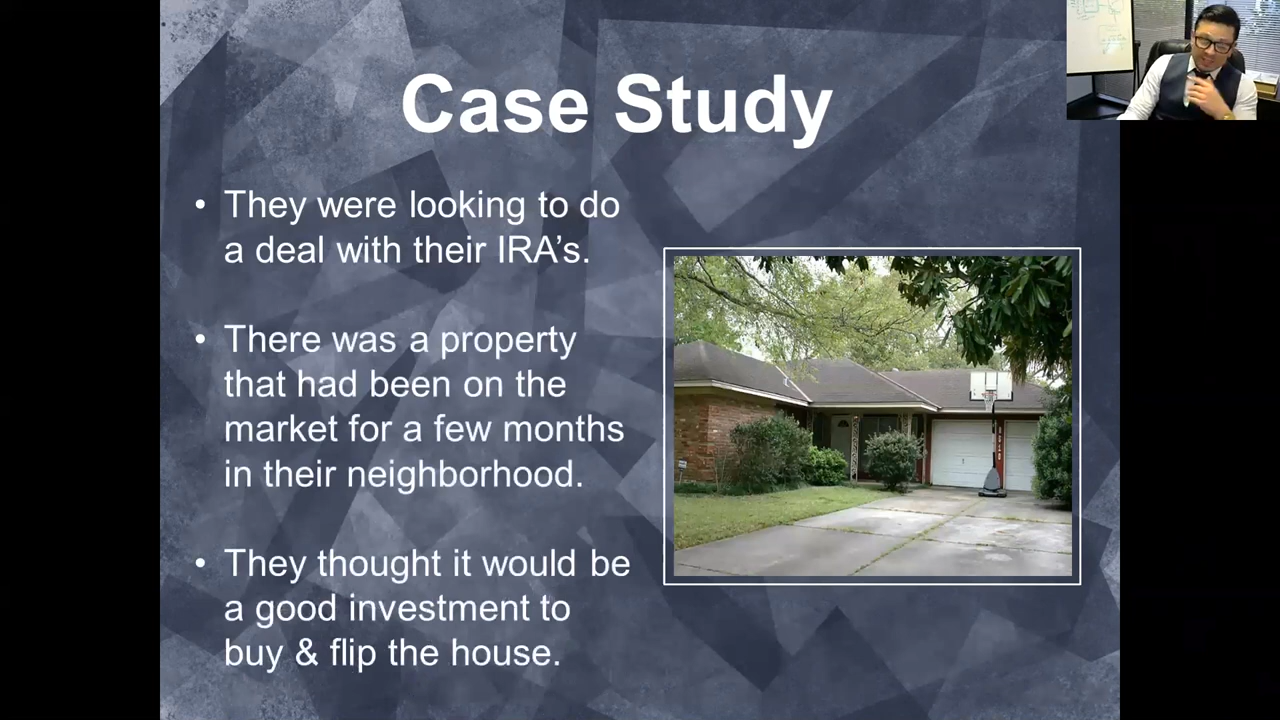 Case Study
• They were looking to do
a deal with their IRA’s.
• There was a property
that had been on the
market for a few months
in their neighborhood.
• They thought it would be
a good investment to
buy & flip the house.